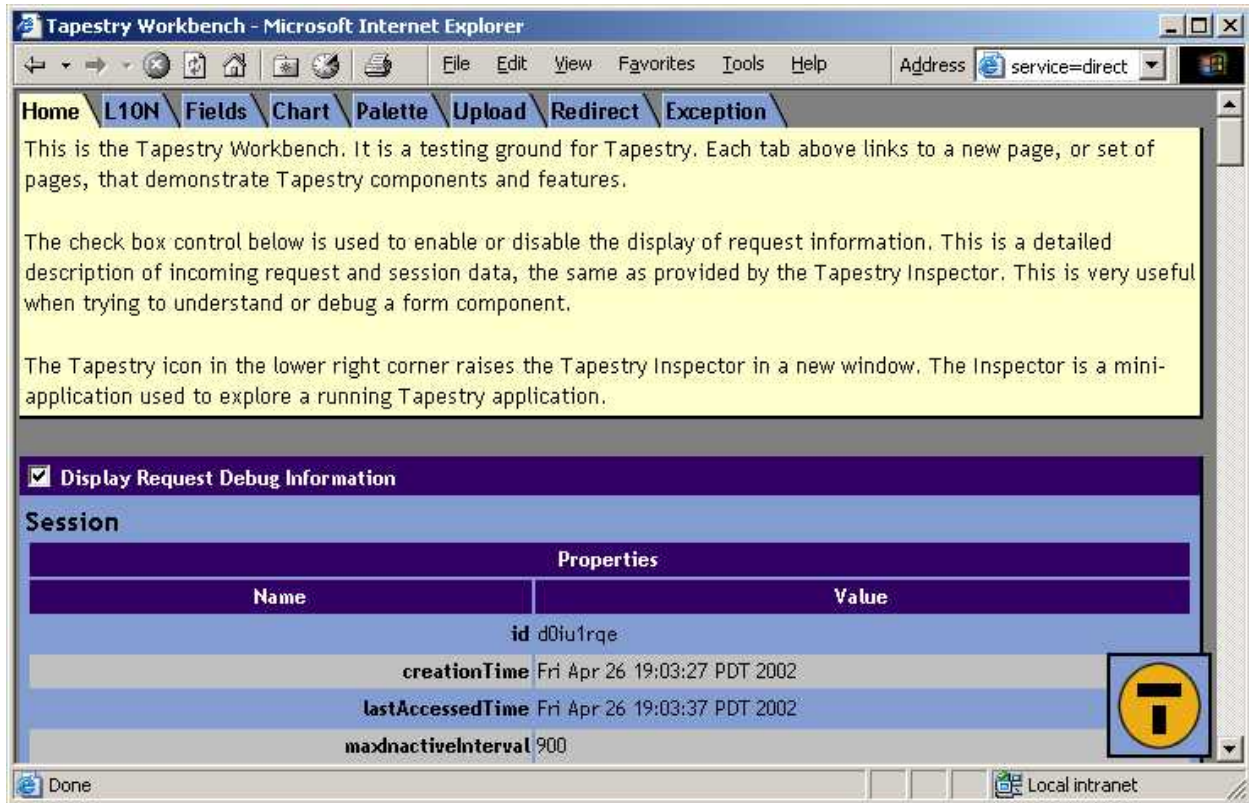 Tapestry Workbench - Microsoft Internet Explorer
File Edit View Favorites Tools Help Address service=direct
Home L10N Fields Chart Palette Upload Redirect Exception
This is the Tapestry Workbench. It is a testing ground for Tapestry. Each tab above links to a new page, or set of
pages, that demonstrate Tapestry components and features.
The check box control below is used to enable or disable the display of request information. This is a detailed
description of incoming request and session data, the same as provided by the Tapestry Inspector. This is very useful
when trying to understand or debug a form component.
The Tapestry icon in the lower right corner raises the Tapestry Inspector in a new window. The Inspector is a mini-
application used to explore a running Tapestry application.
Display Request Debug Information
Session
Properties
Name Value
id d0iu1rqe
creationTime Fri Apr 26 19:03:27 PDT 2002
lastAccessedTime Fri Apr 26 19:03:37 PDT 2002
maxInactiveInterval 900
T
Done Local intranet